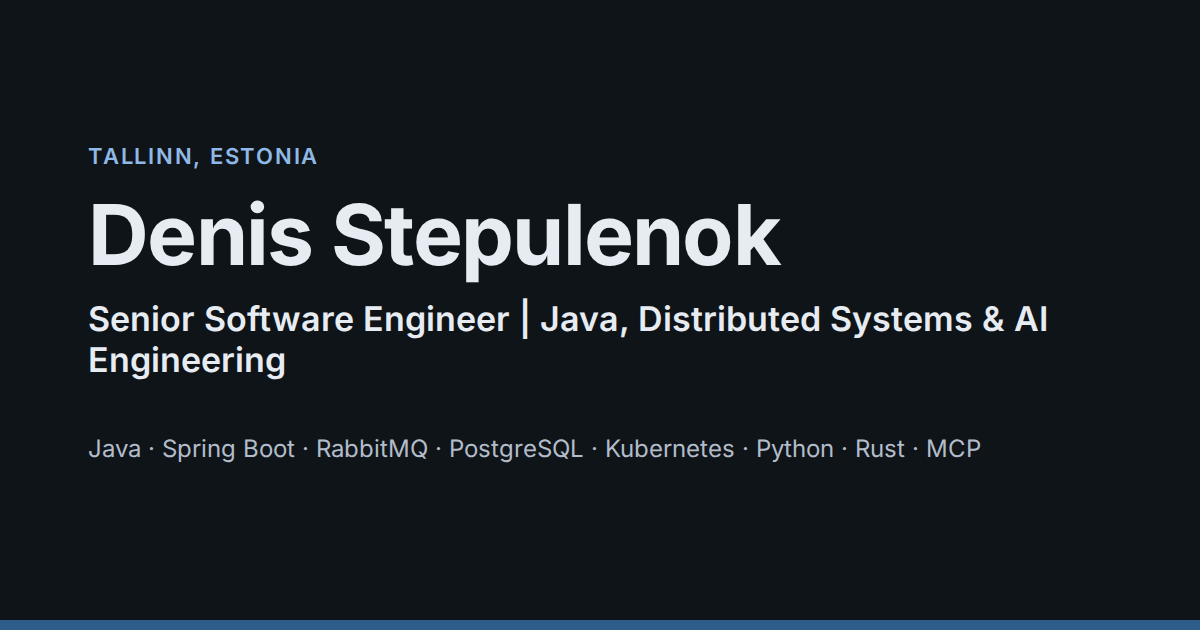 TALLINN, ESTONIA
Denis Stepulenok
Senior Software Engineer | Java, Distributed Systems & AI
Engineering
Java · Spring Boot · RabbitMQ · PostgreSQL · Kubernetes · Python · Rust · MCP